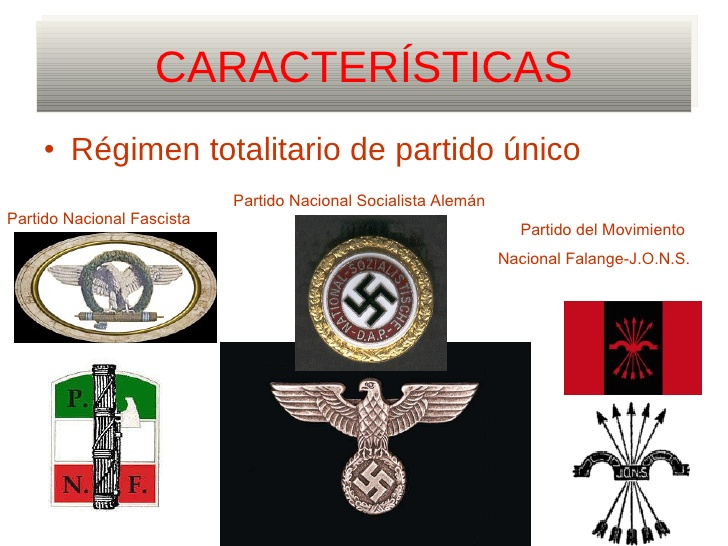 CARACTERÍSTICAS
• Régimen totalitario de partido único
Partido Nacional Socialista Alemán
Partido Nacional Fascista
Partido del Movimiento
Nacional Falange-J.O.N.S.
NATIONAL-SOZIALISTISCHE
D.A.P.
P.
N. F.
J.O.N.S